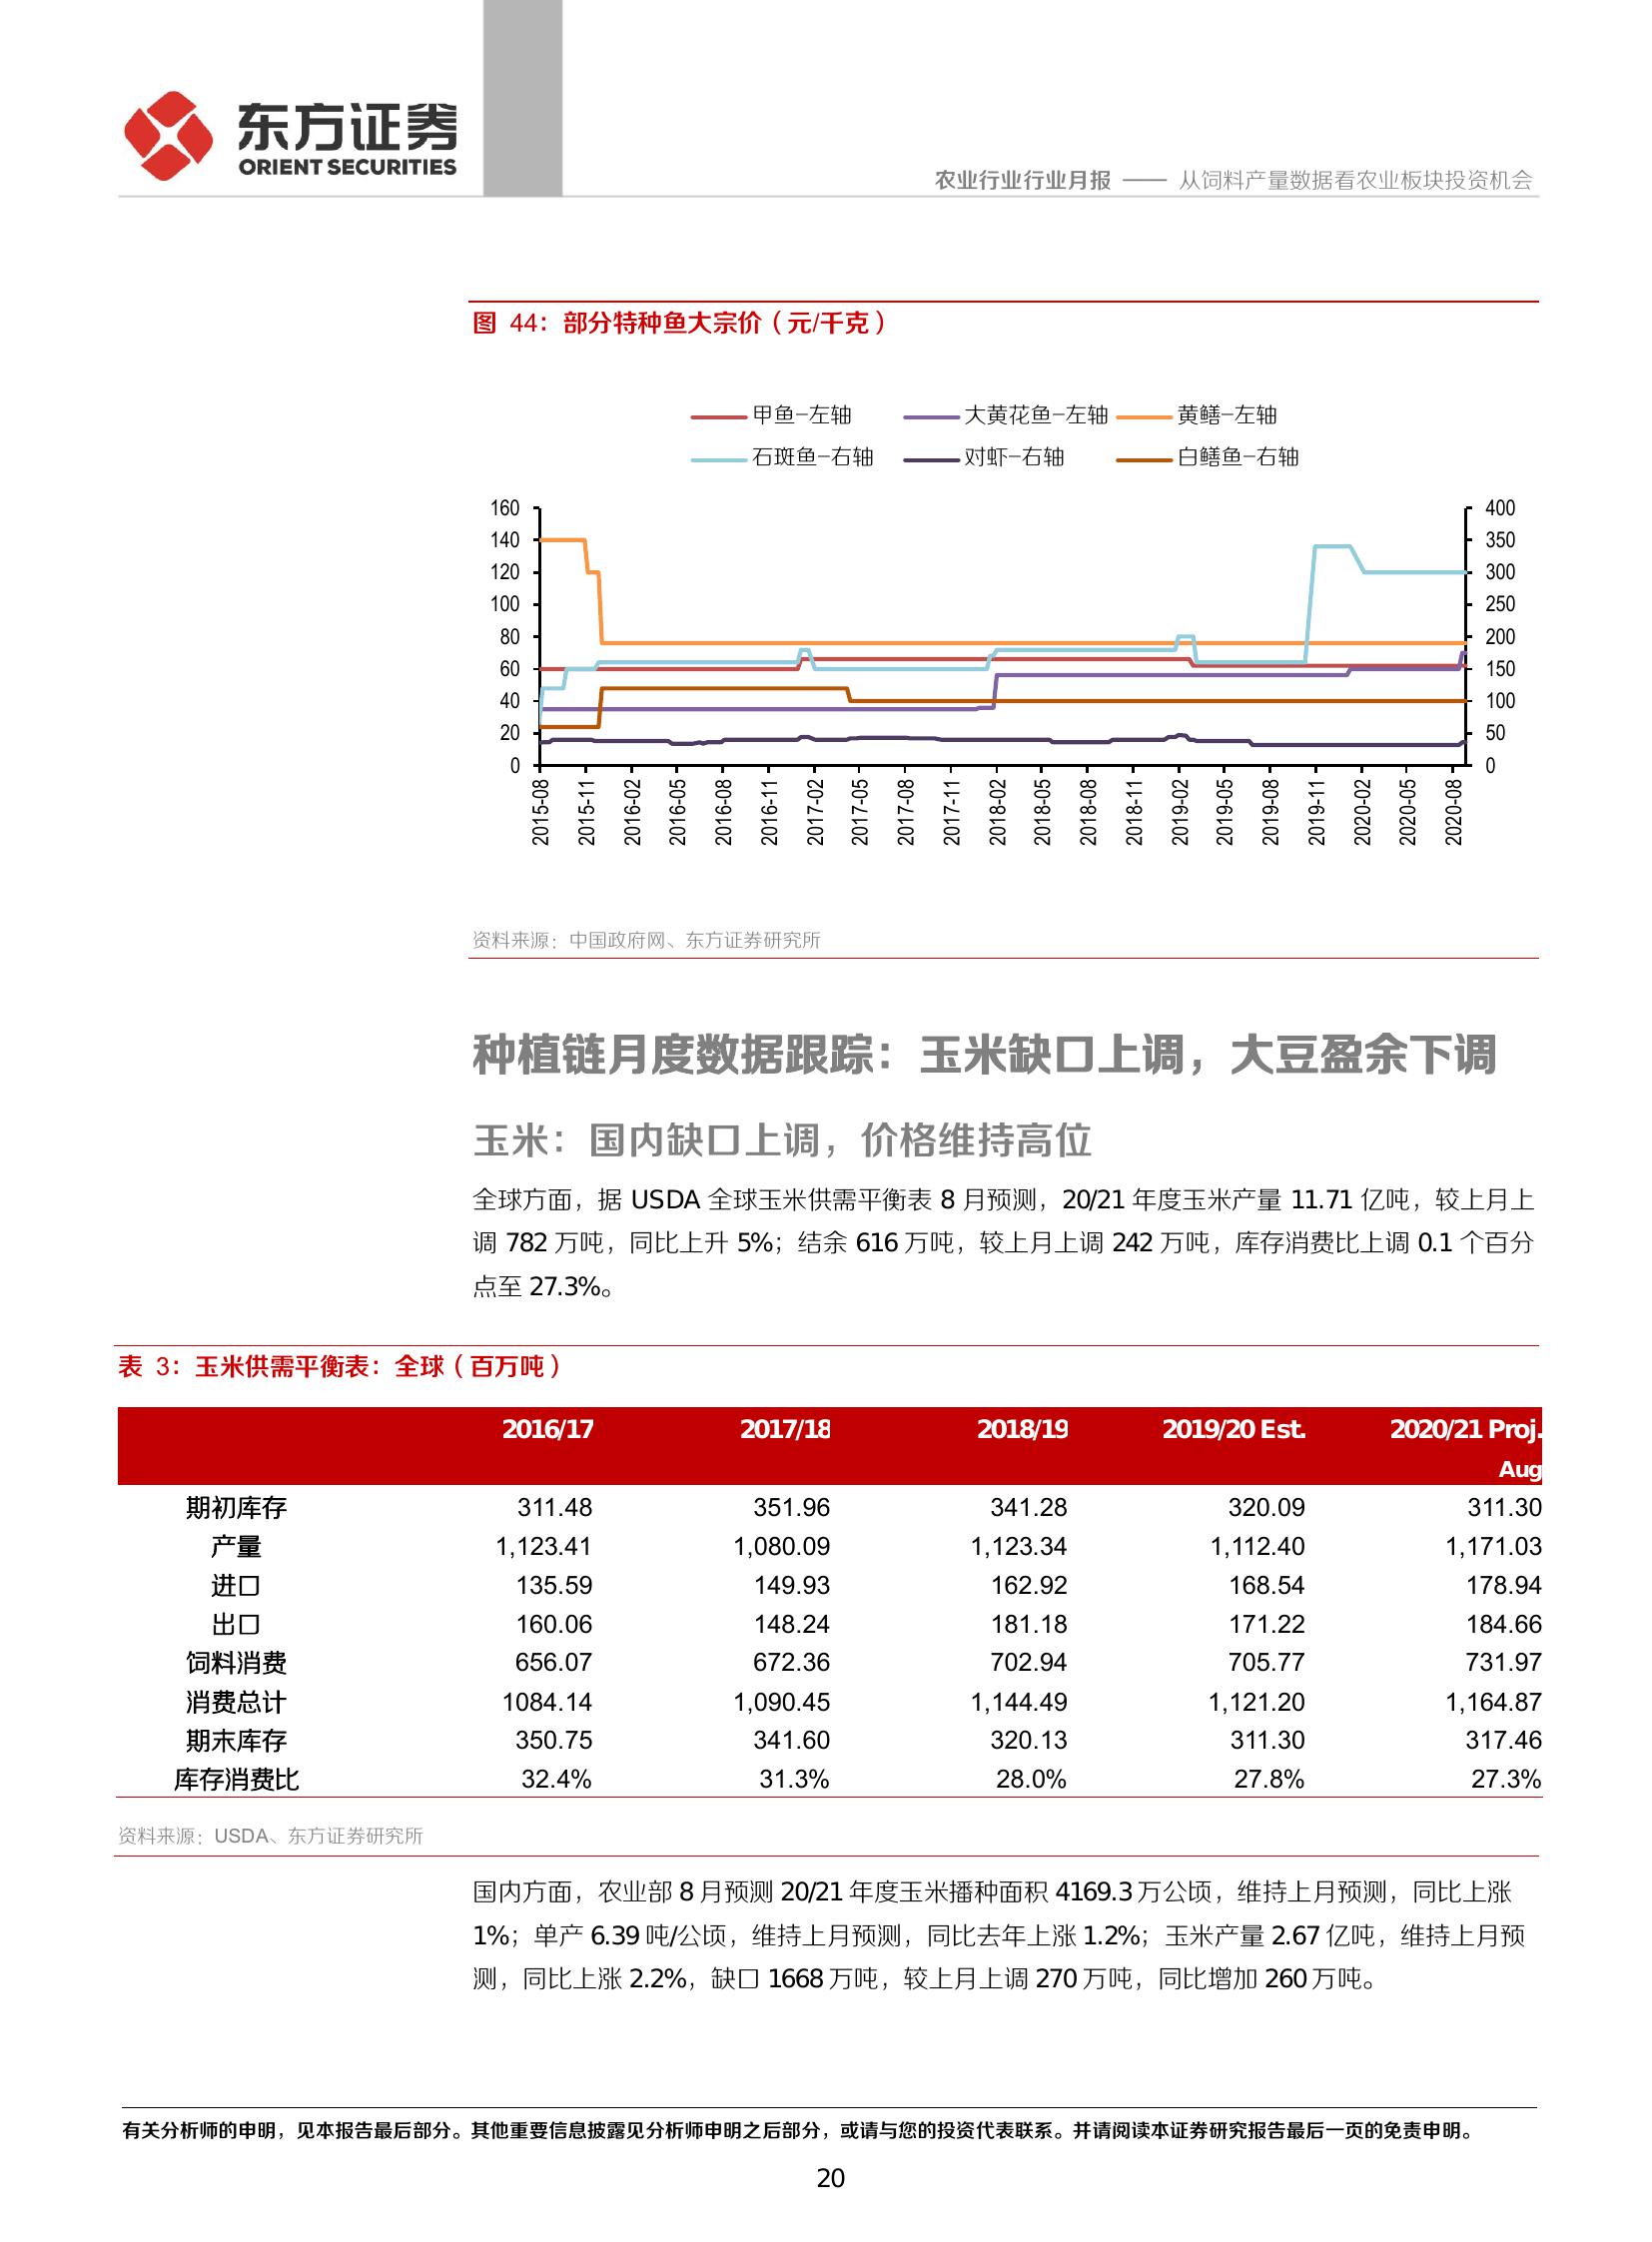 东方证券
ORIENT SECURITIES
农业行业行业月报 —— 从饲料产量数据看农业板块投资机会
图 44：部分特种鱼大宗价（元/千克）
甲鱼-左轴 大黄花鱼-左轴 黄鳝-左轴
石斑鱼-右轴 对虾-右轴 白鳝鱼-右轴
160 400
140 350
120 300
100 250
80 200
60 150
40 100
20 50
0 0
2015-08 2015-11 2016-02 2016-05 2016-08 2016-11 2017-02 2017-05 2017-08 2017-11 2018-02 2018-05 2018-08 2018-11 2019-02 2019-05 2019-08 2019-11 2020-02 2020-05 2020-08
资料来源：中国政府网、东方证券研究所
种植链月度数据跟踪：玉米缺口上调，大豆盈余下调
玉米：国内缺口上调，价格维持高位
全球方面，据 USDA 全球玉米供需平衡表 8 月预测，20/21 年度玉米产量 11.71 亿吨，较上月上
调 782 万吨，同比上升 5%；结余 616 万吨，较上月上调 242 万吨，库存消费比上调 0.1 个百分
点至 27.3%。
表 3：玉米供需平衡表：全球（百万吨）
2016/17 2017/18 2018/19 2019/20 Est. 2020/21 Proj.
Aug
期初库存 311.48 351.96 341.28 320.09 311.30
产量 1,123.41 1,080.09 1,123.34 1,112.40 1,171.03
进口 135.59 149.93 162.92 168.54 178.94
出口 160.06 148.24 181.18 171.22 184.66
饲料消费 656.07 672.36 702.94 705.77 731.97
消费总计 1084.14 1,090.45 1,144.49 1,121.20 1,164.87
期末库存 350.75 341.60 320.13 311.30 317.46
库存消费比 32.4% 31.3% 28.0% 27.8% 27.3%
资料来源：USDA、东方证券研究所
国内方面，农业部 8 月预测 20/21 年度玉米播种面积 4169.3 万公顷，维持上月预测，同比上涨
1%；单产 6.39 吨/公顷，维持上月预测，同比去年上涨 1.2%；玉米产量 2.67 亿吨，维持上月预
测，同比上涨 2.2%，缺口 1668 万吨，较上月上调 270 万吨，同比增加 260 万吨。
有关分析师的申明，见本报告最后部分。其他重要信息披露见分析师申明之后部分，或请与您的投资代表联系。并请阅读本证券研究报告最后一页的免责申明。
20